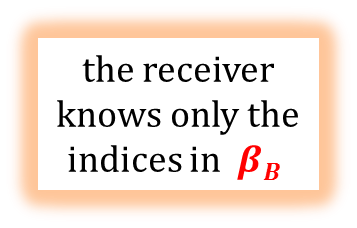 the receiver
knows only the
indices in β_B